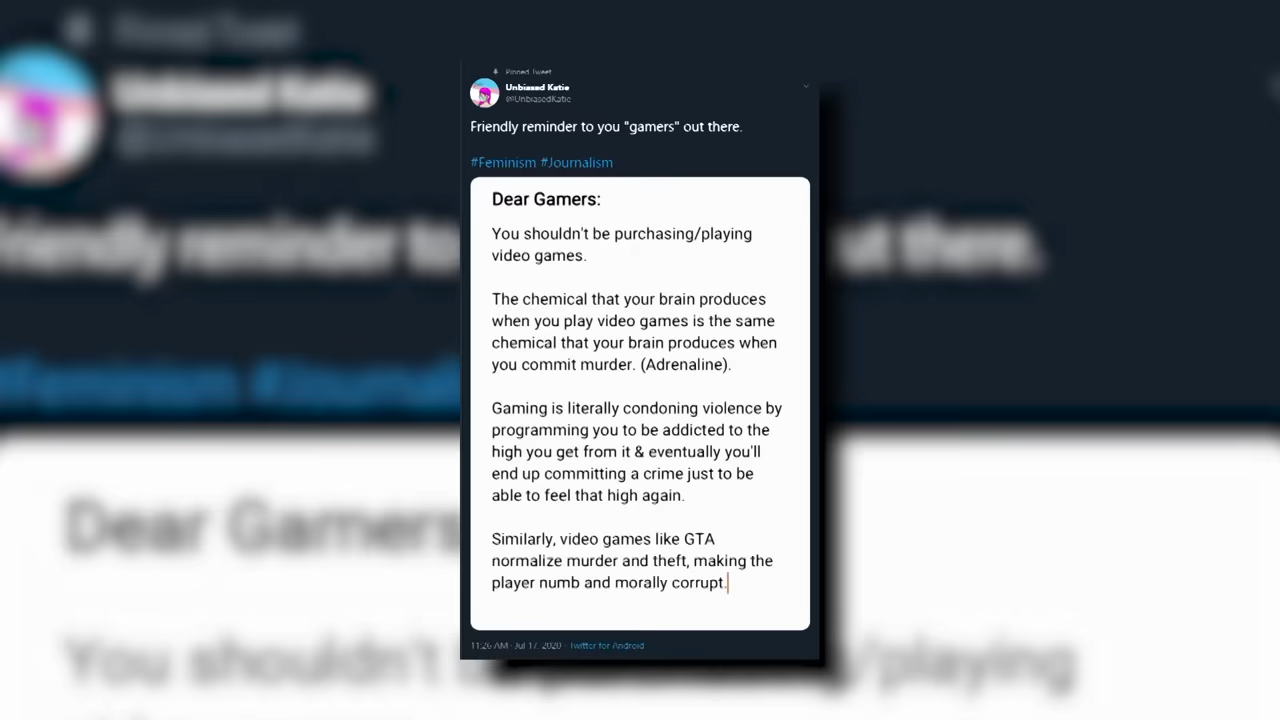 Pinned Tweet
Unbiased Katie
@UnbiasedKatie
Friendly reminder to you "gamers" out there.
#Feminism #Journalism
Dear Gamers:
You shouldn't be purchasing/playing
video games.
The chemical that your brain produces
when you play video games is the same
chemical that your brain produces when
you commit murder. (Adrenaline).
Gaming is literally condoning violence by
programming you to be addicted to the
high you get from it & eventually you'll
end up committing a crime just to be
able to feel that high again.
Similarly, video games like GTA
normalize murder and theft, making the
player numb and morally corrupt.
11:26 AM · Jul 17, 2020 · Twitter for Android